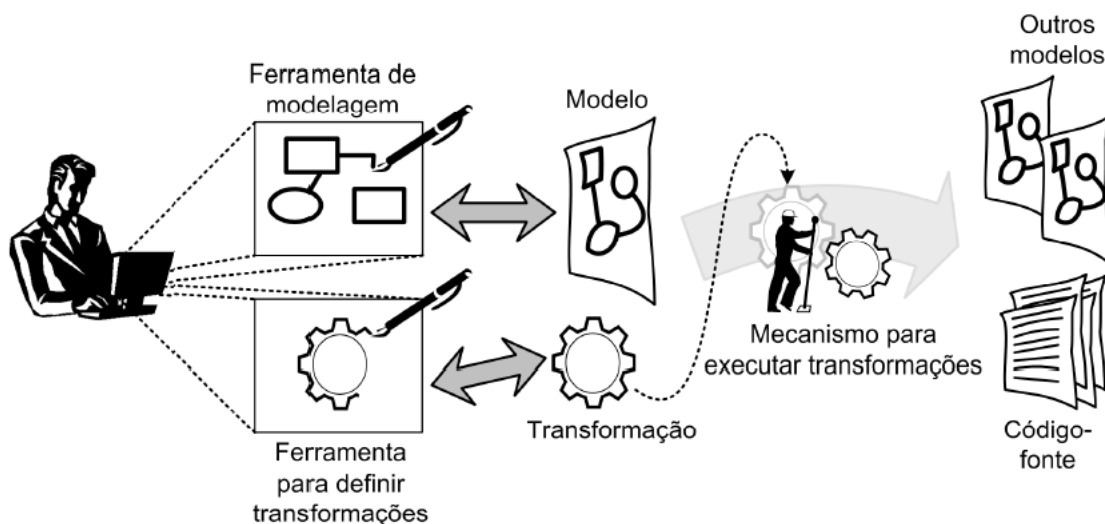 Ferramenta de
modelagem
Modelo
Outros
modelos
Mecanismo para
executar transformações
Transformação
Ferramenta
para definir
transformações
Código-
fonte